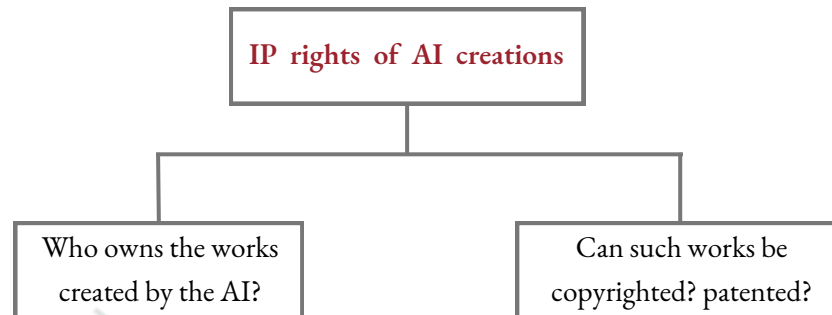 IP rights of AI creations
Who owns the works
created by the AI?
Can such works be
copyrighted? patented?